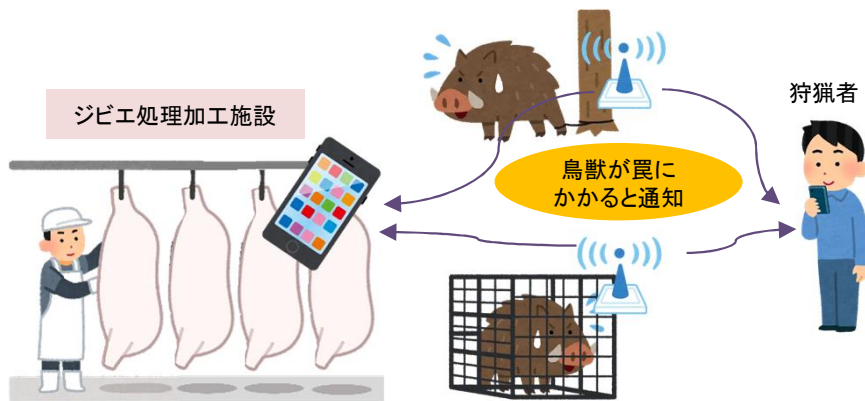 ジビエ処理加工施設
狩猟者
鳥獣が罠に
かかると通知